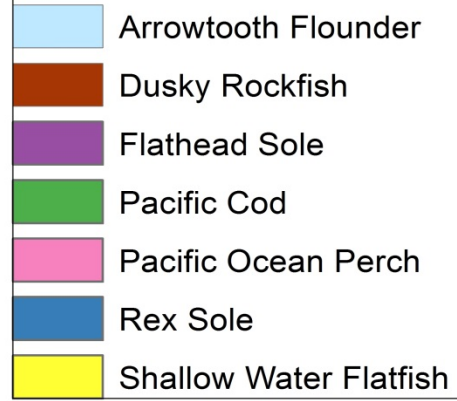 Arrowtooth Flounder
Dusky Rockfish
Flathead Sole
Pacific Cod
Pacific Ocean Perch
Rex Sole
Shallow Water Flatfish